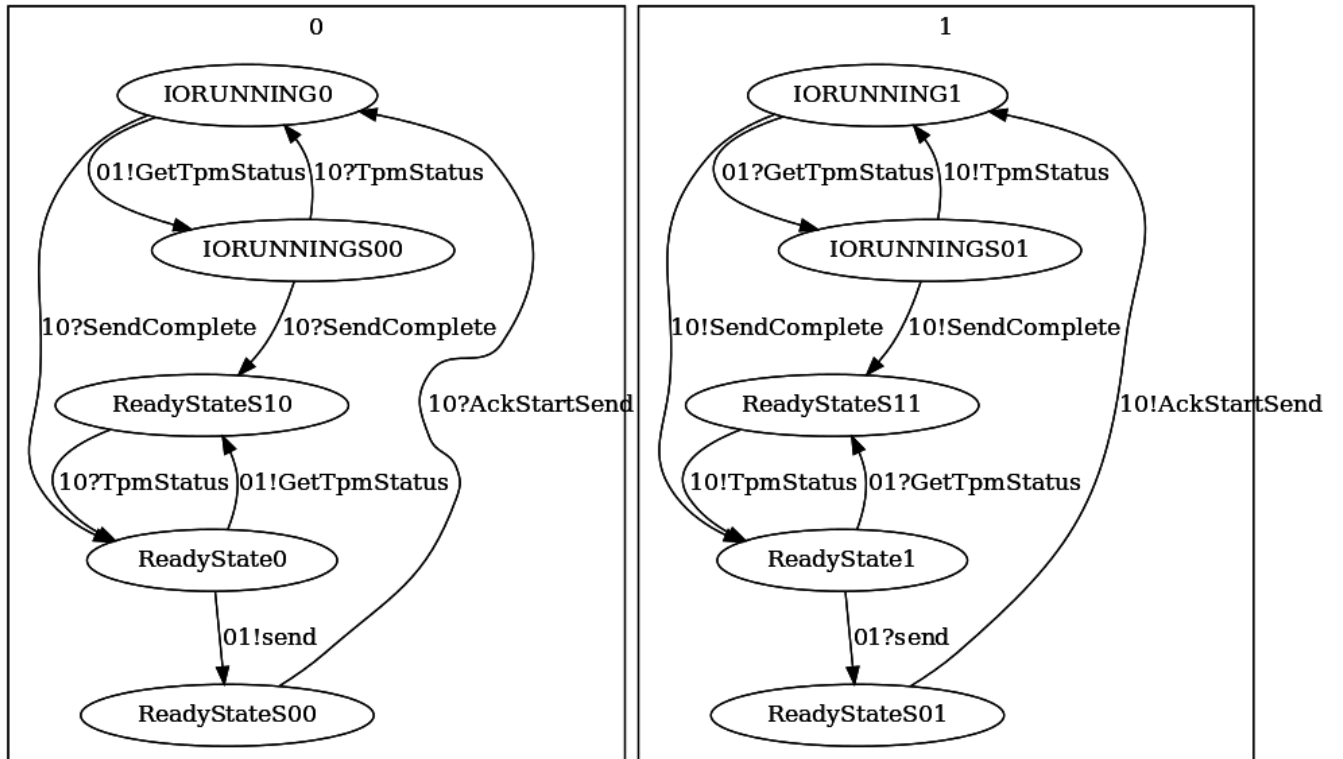 0
IORUNNING0
01!GetTpmStatus
10?TpmStatus
IORUNNINGS00
10?SendComplete
10?SendComplete
ReadyStateS10
10?AckStartSend
10?TpmStatus
01!GetTpmStatus
ReadyState0
01!send
ReadyStateS00
1
IORUNNING1
01?GetTpmStatus
10!TpmStatus
IORUNNINGS01
10!SendComplete
10!SendComplete
ReadyStateS11
10!AckStartSend
10!TpmStatus
01?GetTpmStatus
ReadyState1
01?send
ReadyStateS01